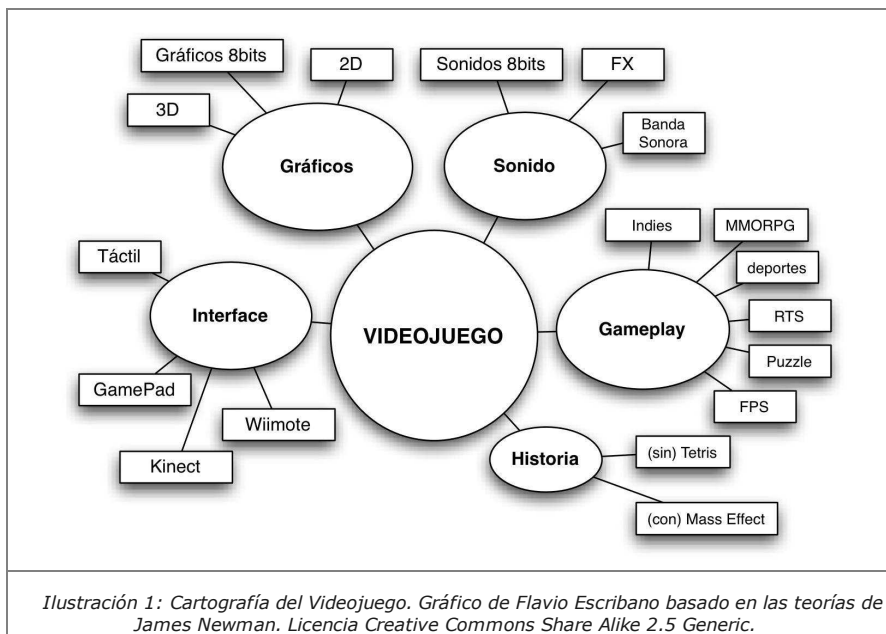 Gráficos 8bits
2D
3D
Gráficos
Sonidos 8bits
FX
Banda
Sonora
Sonido
Indies
MMORPG
deportes
RTS
Puzzle
FPS
Gameplay
Táctil
Interface
GamePad
Wiimote
Kinect
VIDEOJUEGO
Historia
(sin) Tetris
(con) Mass Effect
Ilustración 1: Cartografía del Videojuego. Gráfico de Flavio Escribano basado en las teorías de
James Newman. Licencia Creative Commons Share Alike 2.5 Generic.